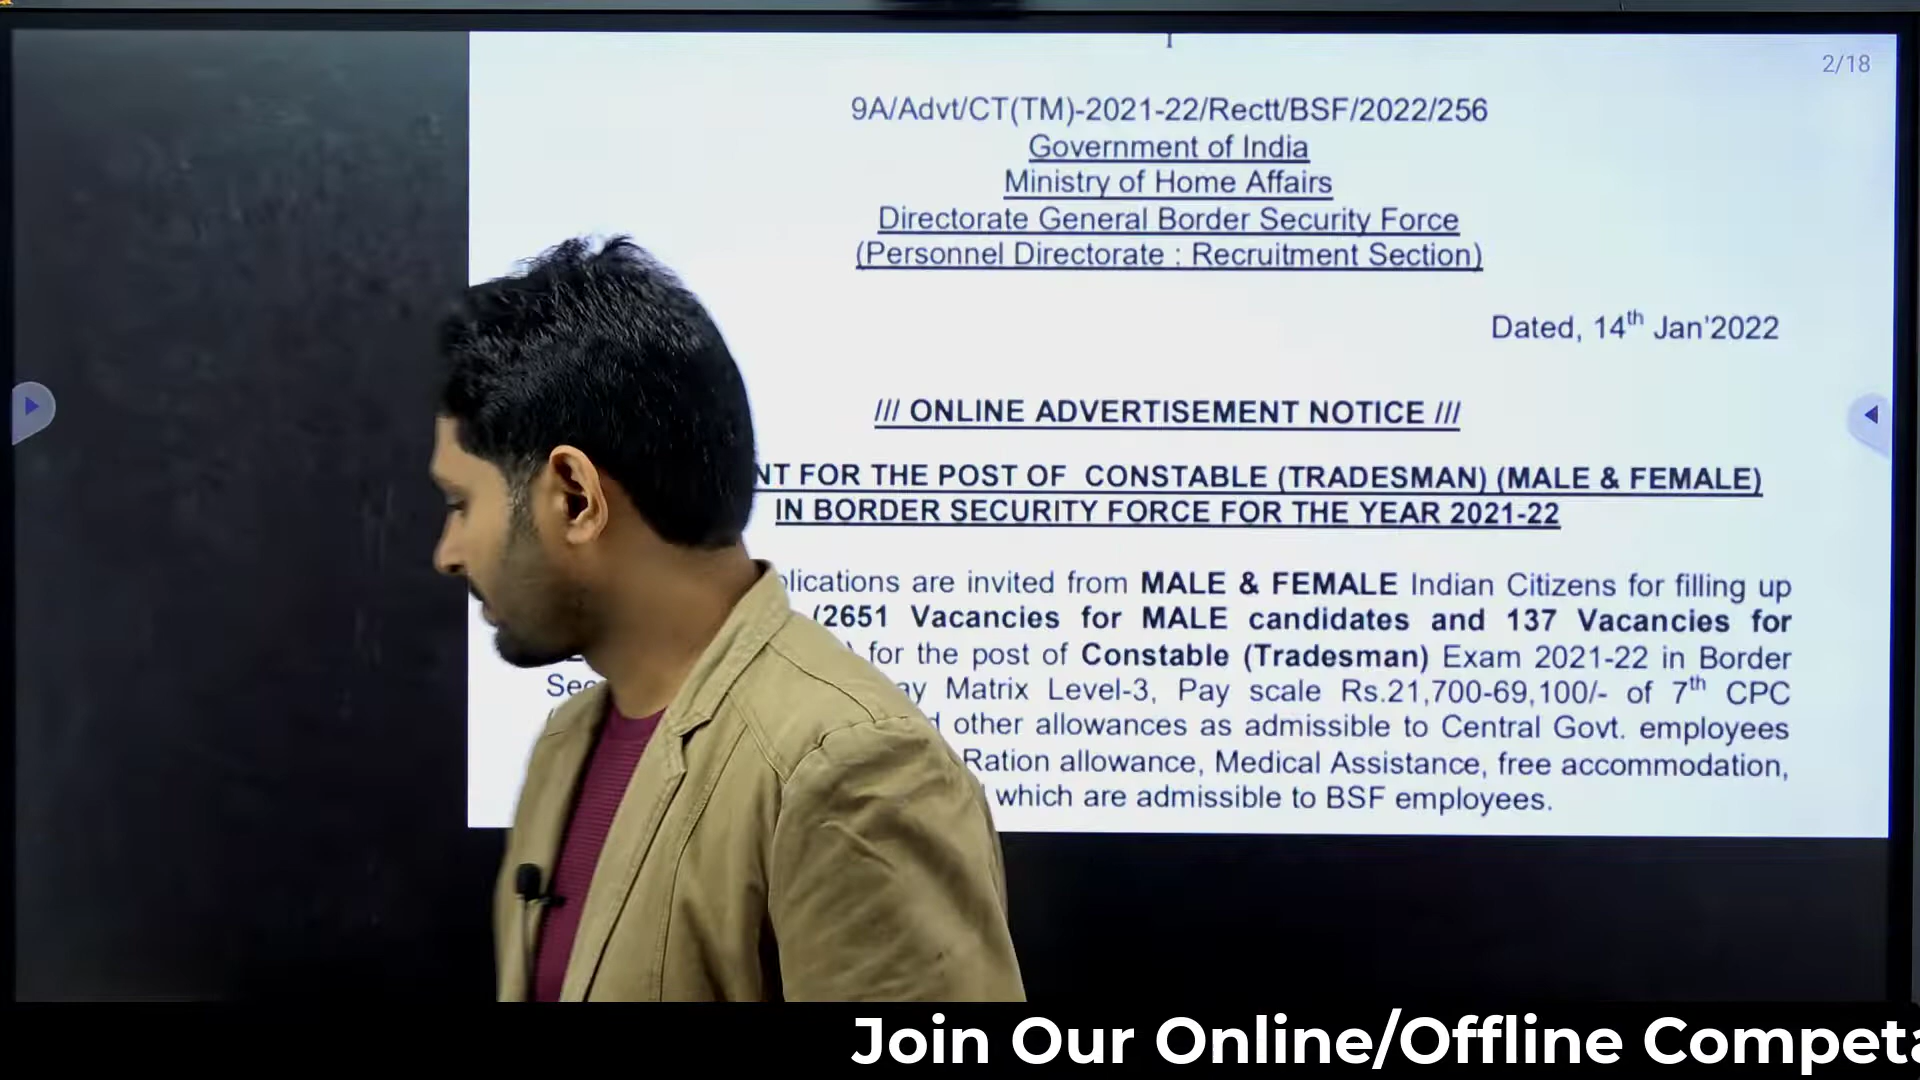 2/18
9A/Advt/CT(TM)-2021-22/Rectt/BSF/2022/256
Government of India
Ministry of Home Affairs
Directorate General Border Security Force
(Personnel Directorate : Recruitment Section)
Dated, 14th Jan'2022
/// ONLINE ADVERTISEMENT NOTICE ///
FOR THE POST OF CONSTABLE (TRADESMAN) (MALE & FEMALE)
IN BORDER SECURITY FORCE FOR THE YEAR 2021-22
are invited from MALE & FEMALE Indian Citizens for filling up
(2651 Vacancies for MALE candidates and 137 Vacancies for
for the post of Constable (Tradesman) Exam 2021-22 in Border
Matrix Level-3, Pay scale Rs.21,700-69,100/- of 7th CPC
other allowances as admissible to Central Govt. employees
Ration allowance, Medical Assistance, free accommodation,
which are admissible to BSF employees.
Join Our Online/Offline